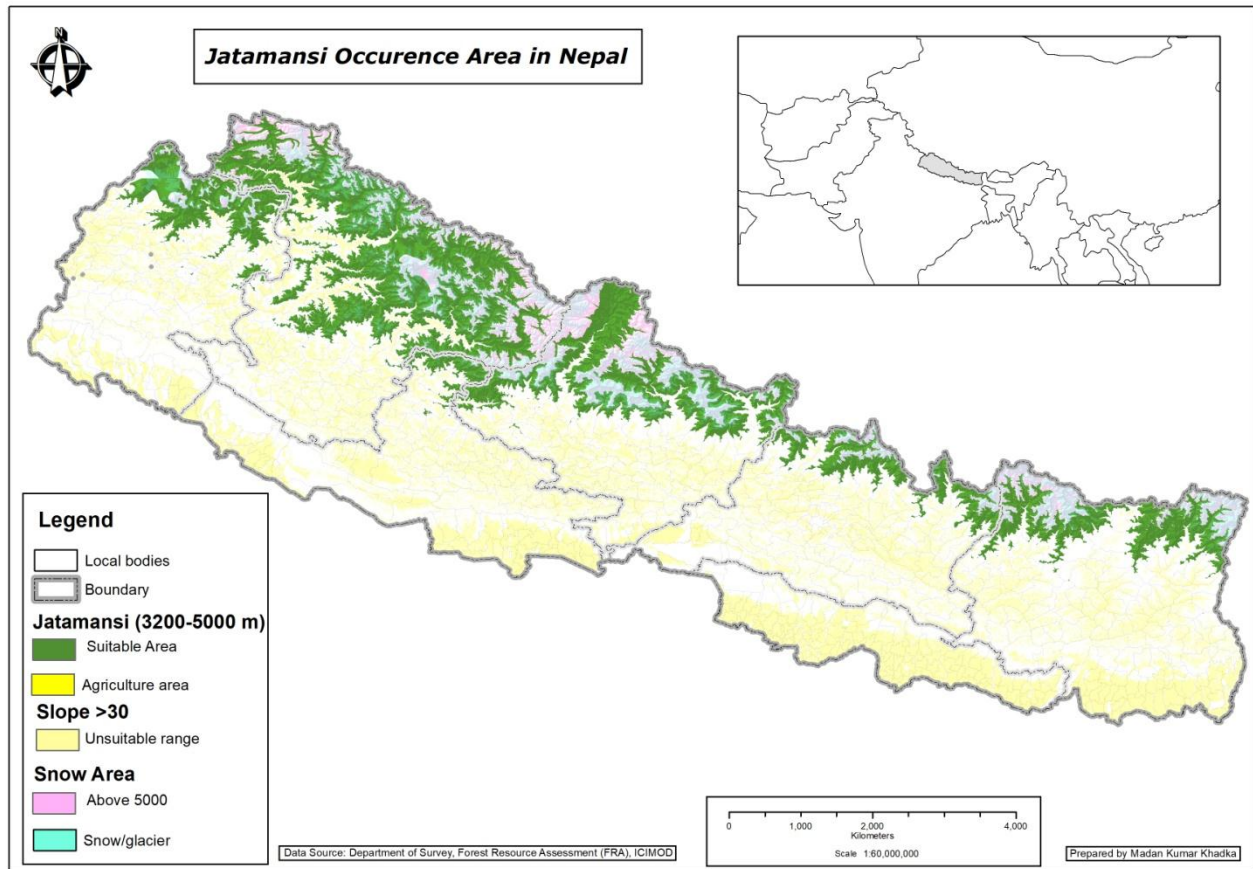 N
Jatamansi Occurence Area in Nepal
Legend
Local bodies
Boundary
Jatamansi (3200-5000 m)
Suitable Area
Agriculture area
Slope >30
Unsuitable range
Snow Area
Above 5000
Snow/glacier
Data Source: Department of Survey, Forest Resource Assessment (FRA), ICIMOD
0 1,000 2,000 4,000
Kilometers
Scale 1:60,000,000
Prepared by Madan Kumar Khadka